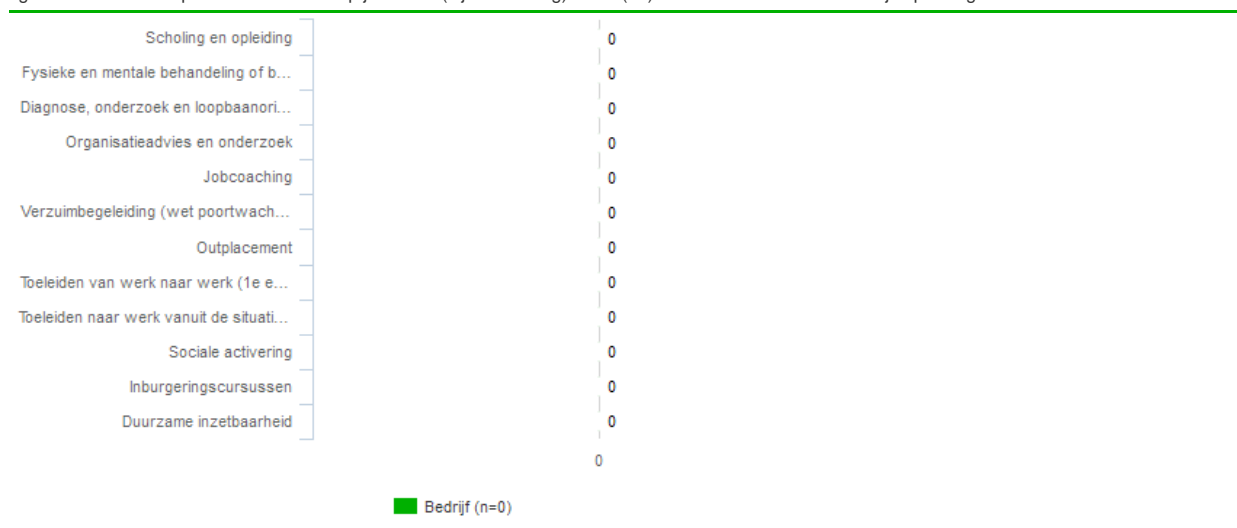 Scholing en opleiding 0
Fysieke en mentale behandeling of b... 0
Diagnose, onderzoek en loopbaanori... 0
Organisatieadvies en onderzoek 0
Jobcoaching 0
Verzuimbegeleiding (wet poortwach... 0
Outplacement 0
Toeleiden van werk naar werk (1e e... 0
Toeleiden naar werk vanuit de situati... 0
Sociale activering 0
Inburgeringscursussen 0
Duurzame inzetbaarheid 0
0
Bedrijf (n=0)